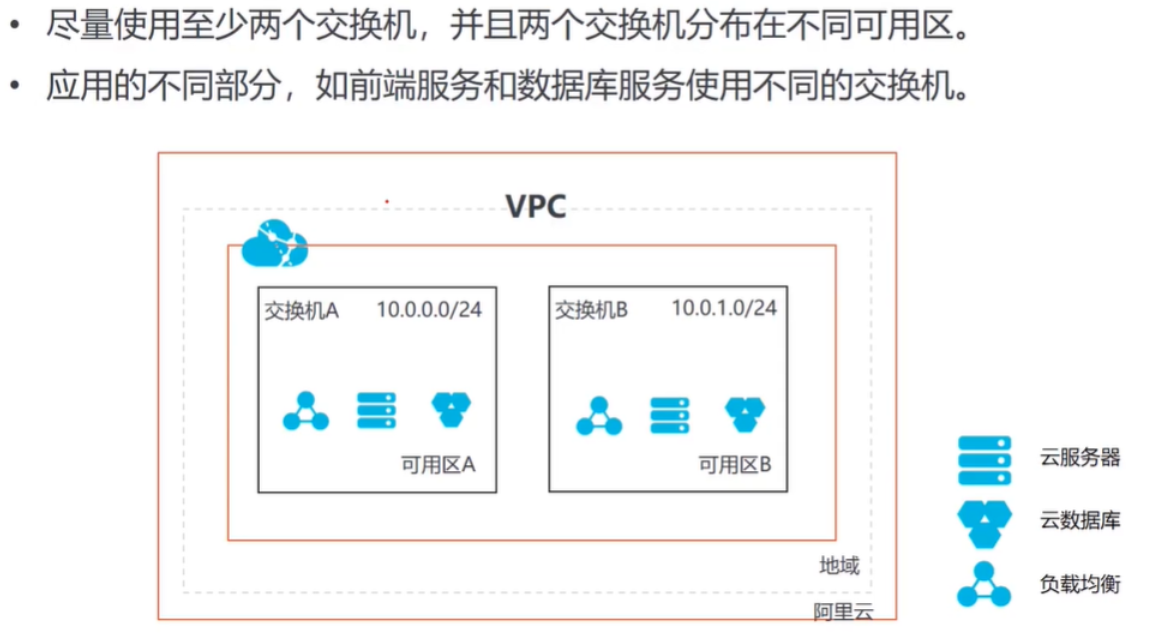 • 尽量使用至少两个交换机，并且两个交换机分布在不同可用区。
• 应用的不同部分，如前端服务和数据库服务使用不同的交换机。
VPC
交换机A 10.0.0.0/24
交换机B 10.0.1.0/24
可用区A
可用区B
地域
阿里云
云服务器
云数据库
负载均衡